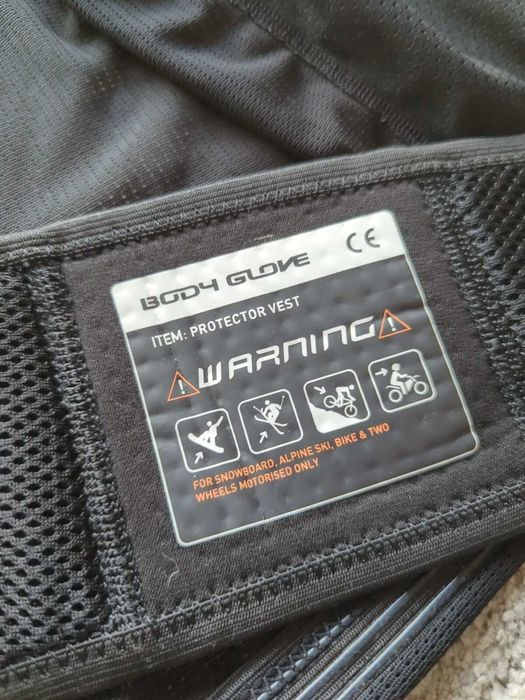 BODY GLOVE CE
ITEM: PROTECTOR VEST
WARNING
FOR SNOWBOARD, ALPINE SKI, BIKE & TWO
WHEELS MOTORISED ONLY